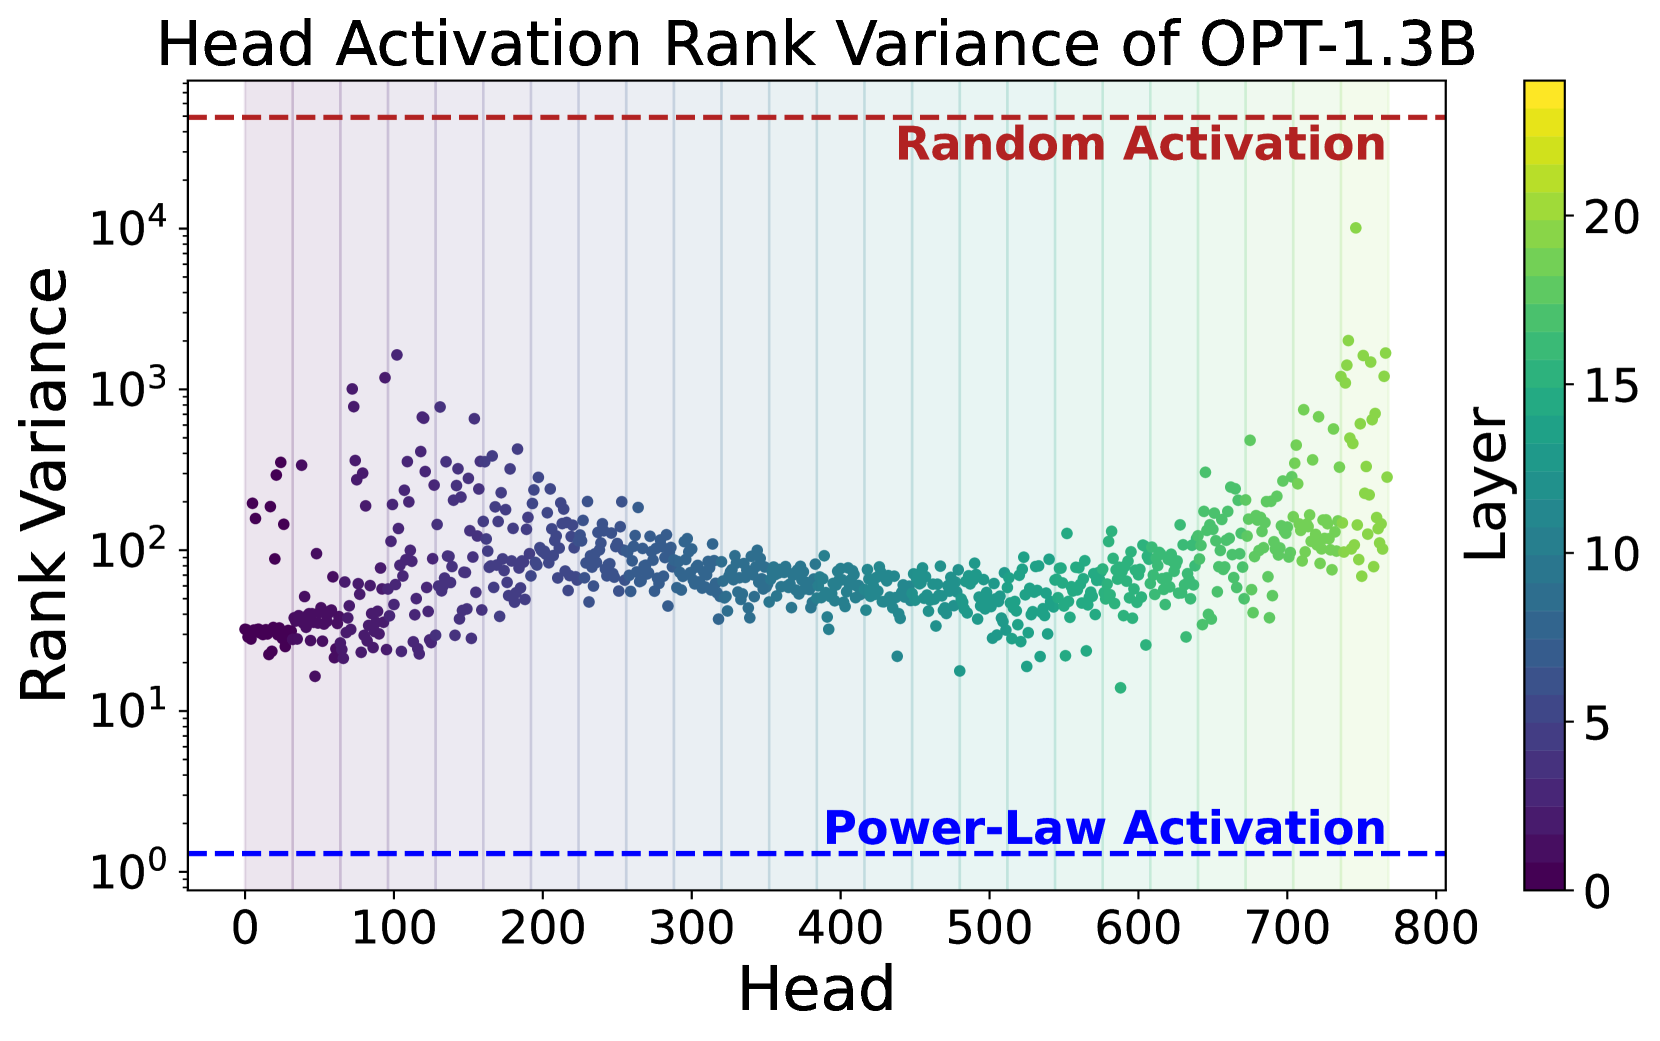 Head Activation Rank Variance of OPT-1.3B
Random Activation
Power-Law Activation
Rank Variance
10^4
10^3
10^2
10^1
10^0
0 100 200 300 400 500 600 700 800
Head
Layer
20
15
10
5
0